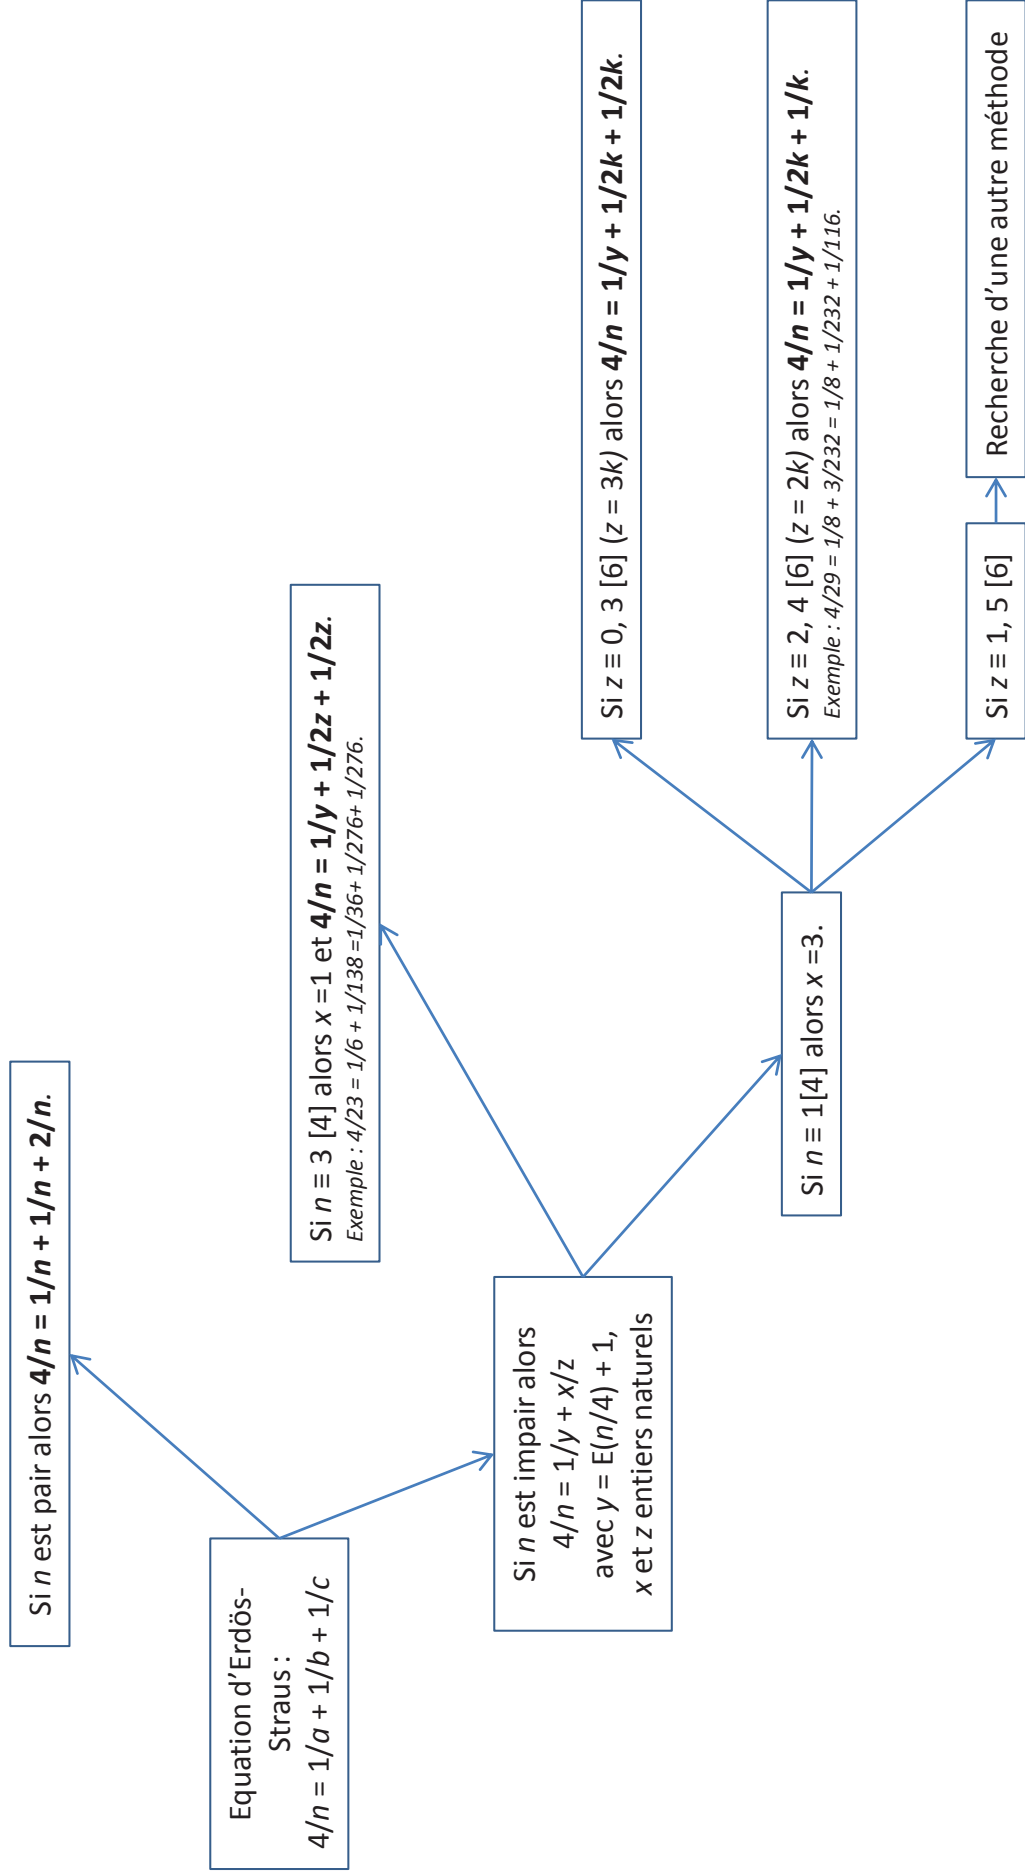 Equation d'Erdös-
Straus :
4/n = 1/a + 1/b + 1/c
Si n est pair alors 4/n = 1/n + 1/n + 2/n.
Si n est impair alors
4/n = 1/y + x/z
avec y = E(n/4) + 1,
x et z entiers naturels
Si n ≡ 3 [4] alors x =1 et 4/n = 1/y + 1/2z + 1/2z.
Exemple : 4/23 = 1/6 + 1/138 =1/36+ 1/276+ 1/276.
Si n ≡ 1[4] alors x =3.
Si z ≡ 0, 3 [6] (z = 3k) alors 4/n = 1/y + 1/2k + 1/2k.
Si z ≡ 2, 4 [6] (z = 2k) alors 4/n = 1/y + 1/2k + 1/k.
Exemple : 4/29 = 1/8 + 3/232 = 1/8 + 1/232 + 1/116.
Si z ≡ 1, 5 [6]
Recherche d'une autre méthode